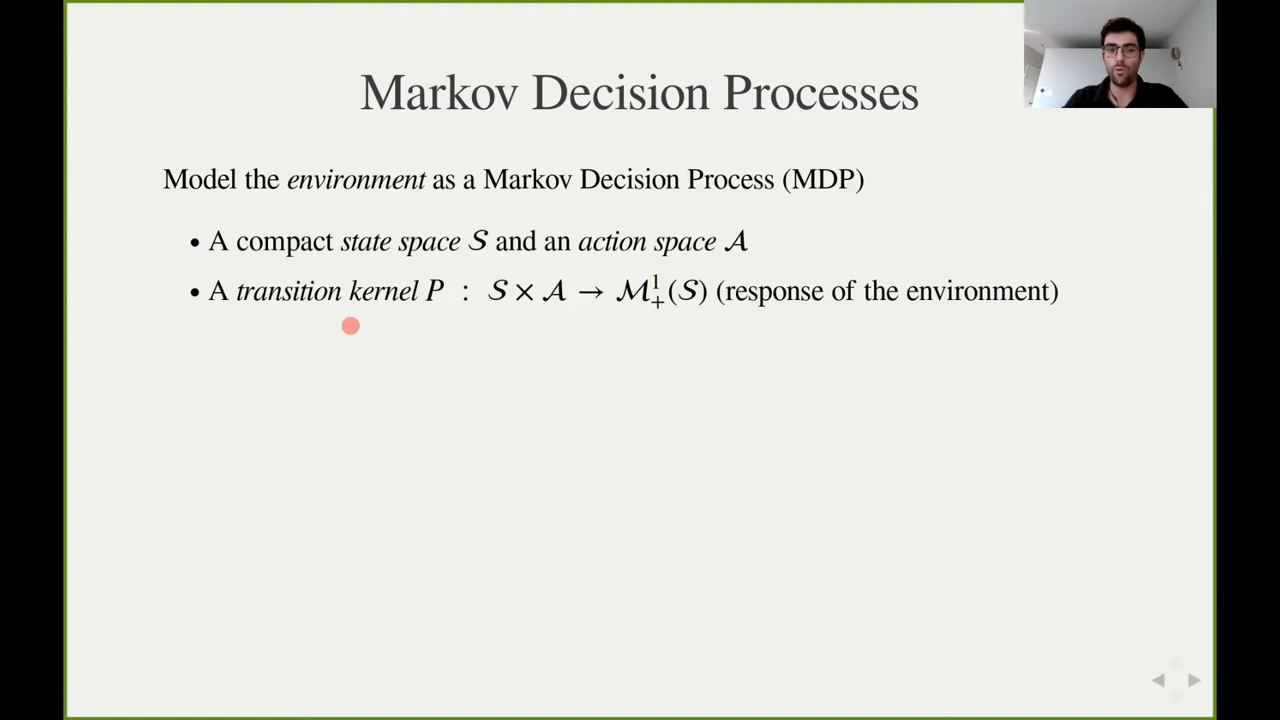 Markov Decision Processes
Model the environment as a Markov Decision Process (MDP)
• A compact state space 𝒮 and an action space 𝒜
• A transition kernel P : 𝒮 × 𝒜 → ℳ₊¹(𝒮) (response of the environment)